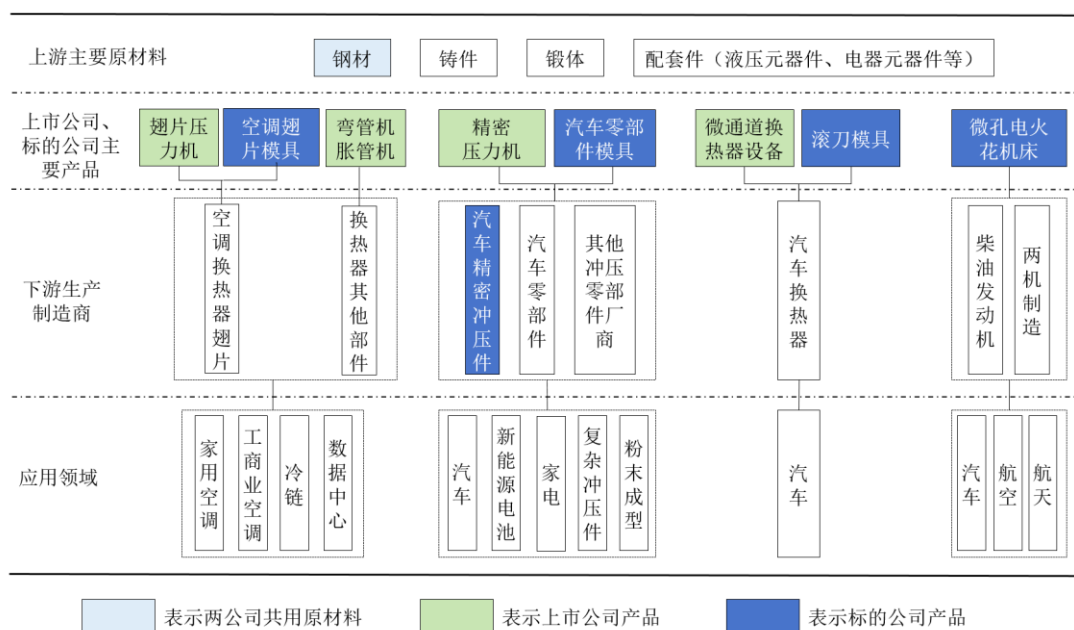 上游主要原材料
钢材
铸件
锻体
配套件（液压元器件、电器元器件等）
上市公司、
标的公司主
要产品
翅片压
力机
空调翅
片模具
弯管机
胀管机
精密
压力机
汽车零部
件模具
微通道换
热器设备
滚刀模具
微孔电火
花机床
下游生产
制造商
空调换热器翅片
换热器其他部件
汽车精密冲压件
汽车零部件
其他
冲压
零部
件厂
商
汽车换热器
柴油发动机
两机制造
应用领域
家用空调
工商业空调
冷链
数据中心
汽车
新能源电池
家电
复杂冲压件
粉末成型
汽车
汽车
航空
航天
表示两公司共用原材料
表示上市公司产品
表示标的公司产品